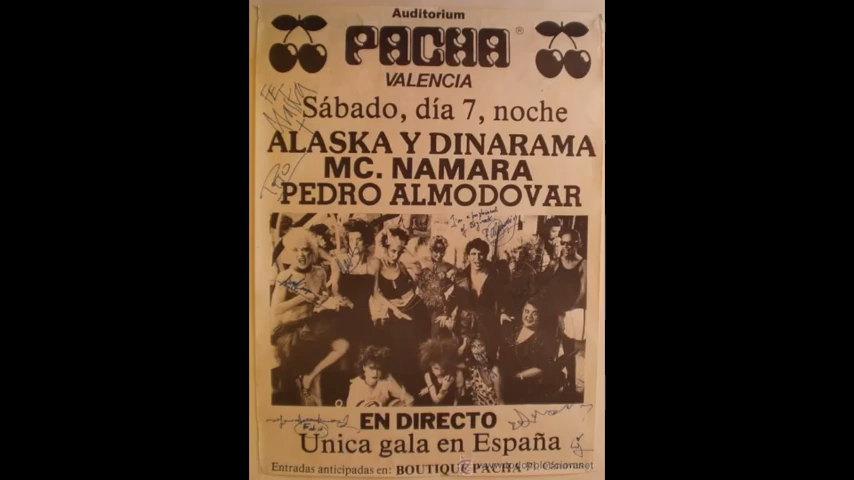 Auditorium
PACHA®
VALENCIA
Sábado, día 7, noche
ALASKA Y DINARAMA
MC. NAMARA
PEDRO ALMODOVAR
EN DIRECTO
Unica gala en España
Entradas anticipadas en: BOUTIQUE PACHA